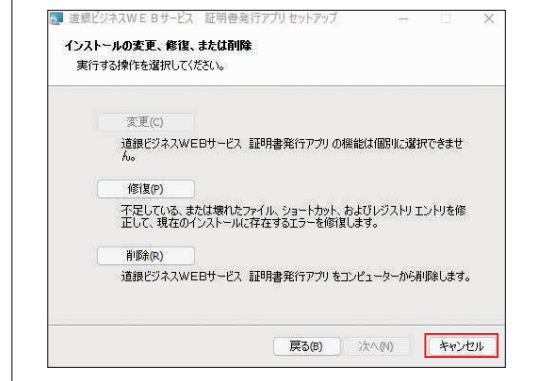 道銀ビジネスWEBサービス 証明書発行アプリ セットアップ
インストールの変更、修復、または削除
実行する操作を選択してください。
変更(C)
道銀ビジネスWEBサービス 証明書発行アプリ の機能は個別に選択できませ
ん。
修復(P)
不足している、または壊れたファイル、ショートカット、およびレジストリ エントリを修
正して、現在のインストールに存在するエラーを修復します。
削除(R)
道銀ビジネスWEBサービス 証明書発行アプリ をコンピューターから削除します。
戻る(B) 次へ(N) キャンセル